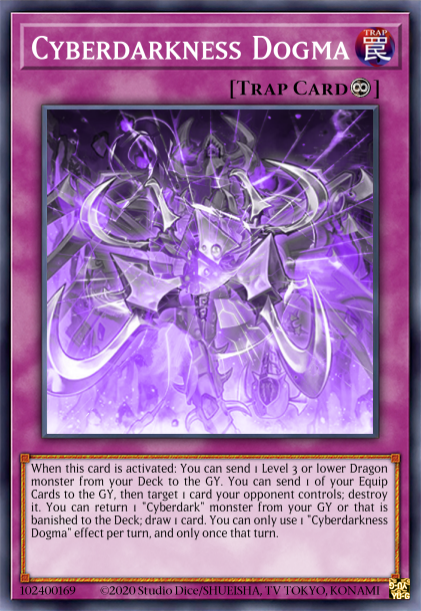 CYBERDARKNESS DOGMA
TRAP
罠
[TRAP CARD ]
When this card is activated: You can send 1 Level 3 or lower Dragon
monster from your Deck to the GY. You can send 1 of your Equip
Cards to the GY, then target 1 card your opponent controls; destroy
it. You can return 1 "Cyberdark" monster from your GY or that is
banished to the Deck; draw 1 card. You can only use 1 "Cyberdarkness
Dogma" effect per turn, and only once that turn.
102400169 ©2020 Studio Dice/SHUEISHA, TV TOKYO, KONAMI